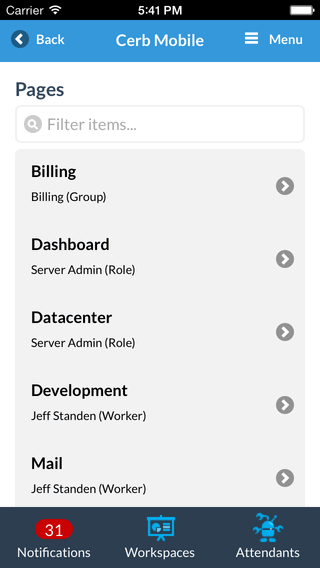 Carrier 5:41 PM
Back Cerb Mobile Menu
Pages
Filter items...
Billing
Billing (Group)
Dashboard
Server Admin (Role)
Datacenter
Server Admin (Role)
Development
Jeff Standen (Worker)
Mail
Jeff Standen (Worker)
31
Notifications Workspaces Attendants